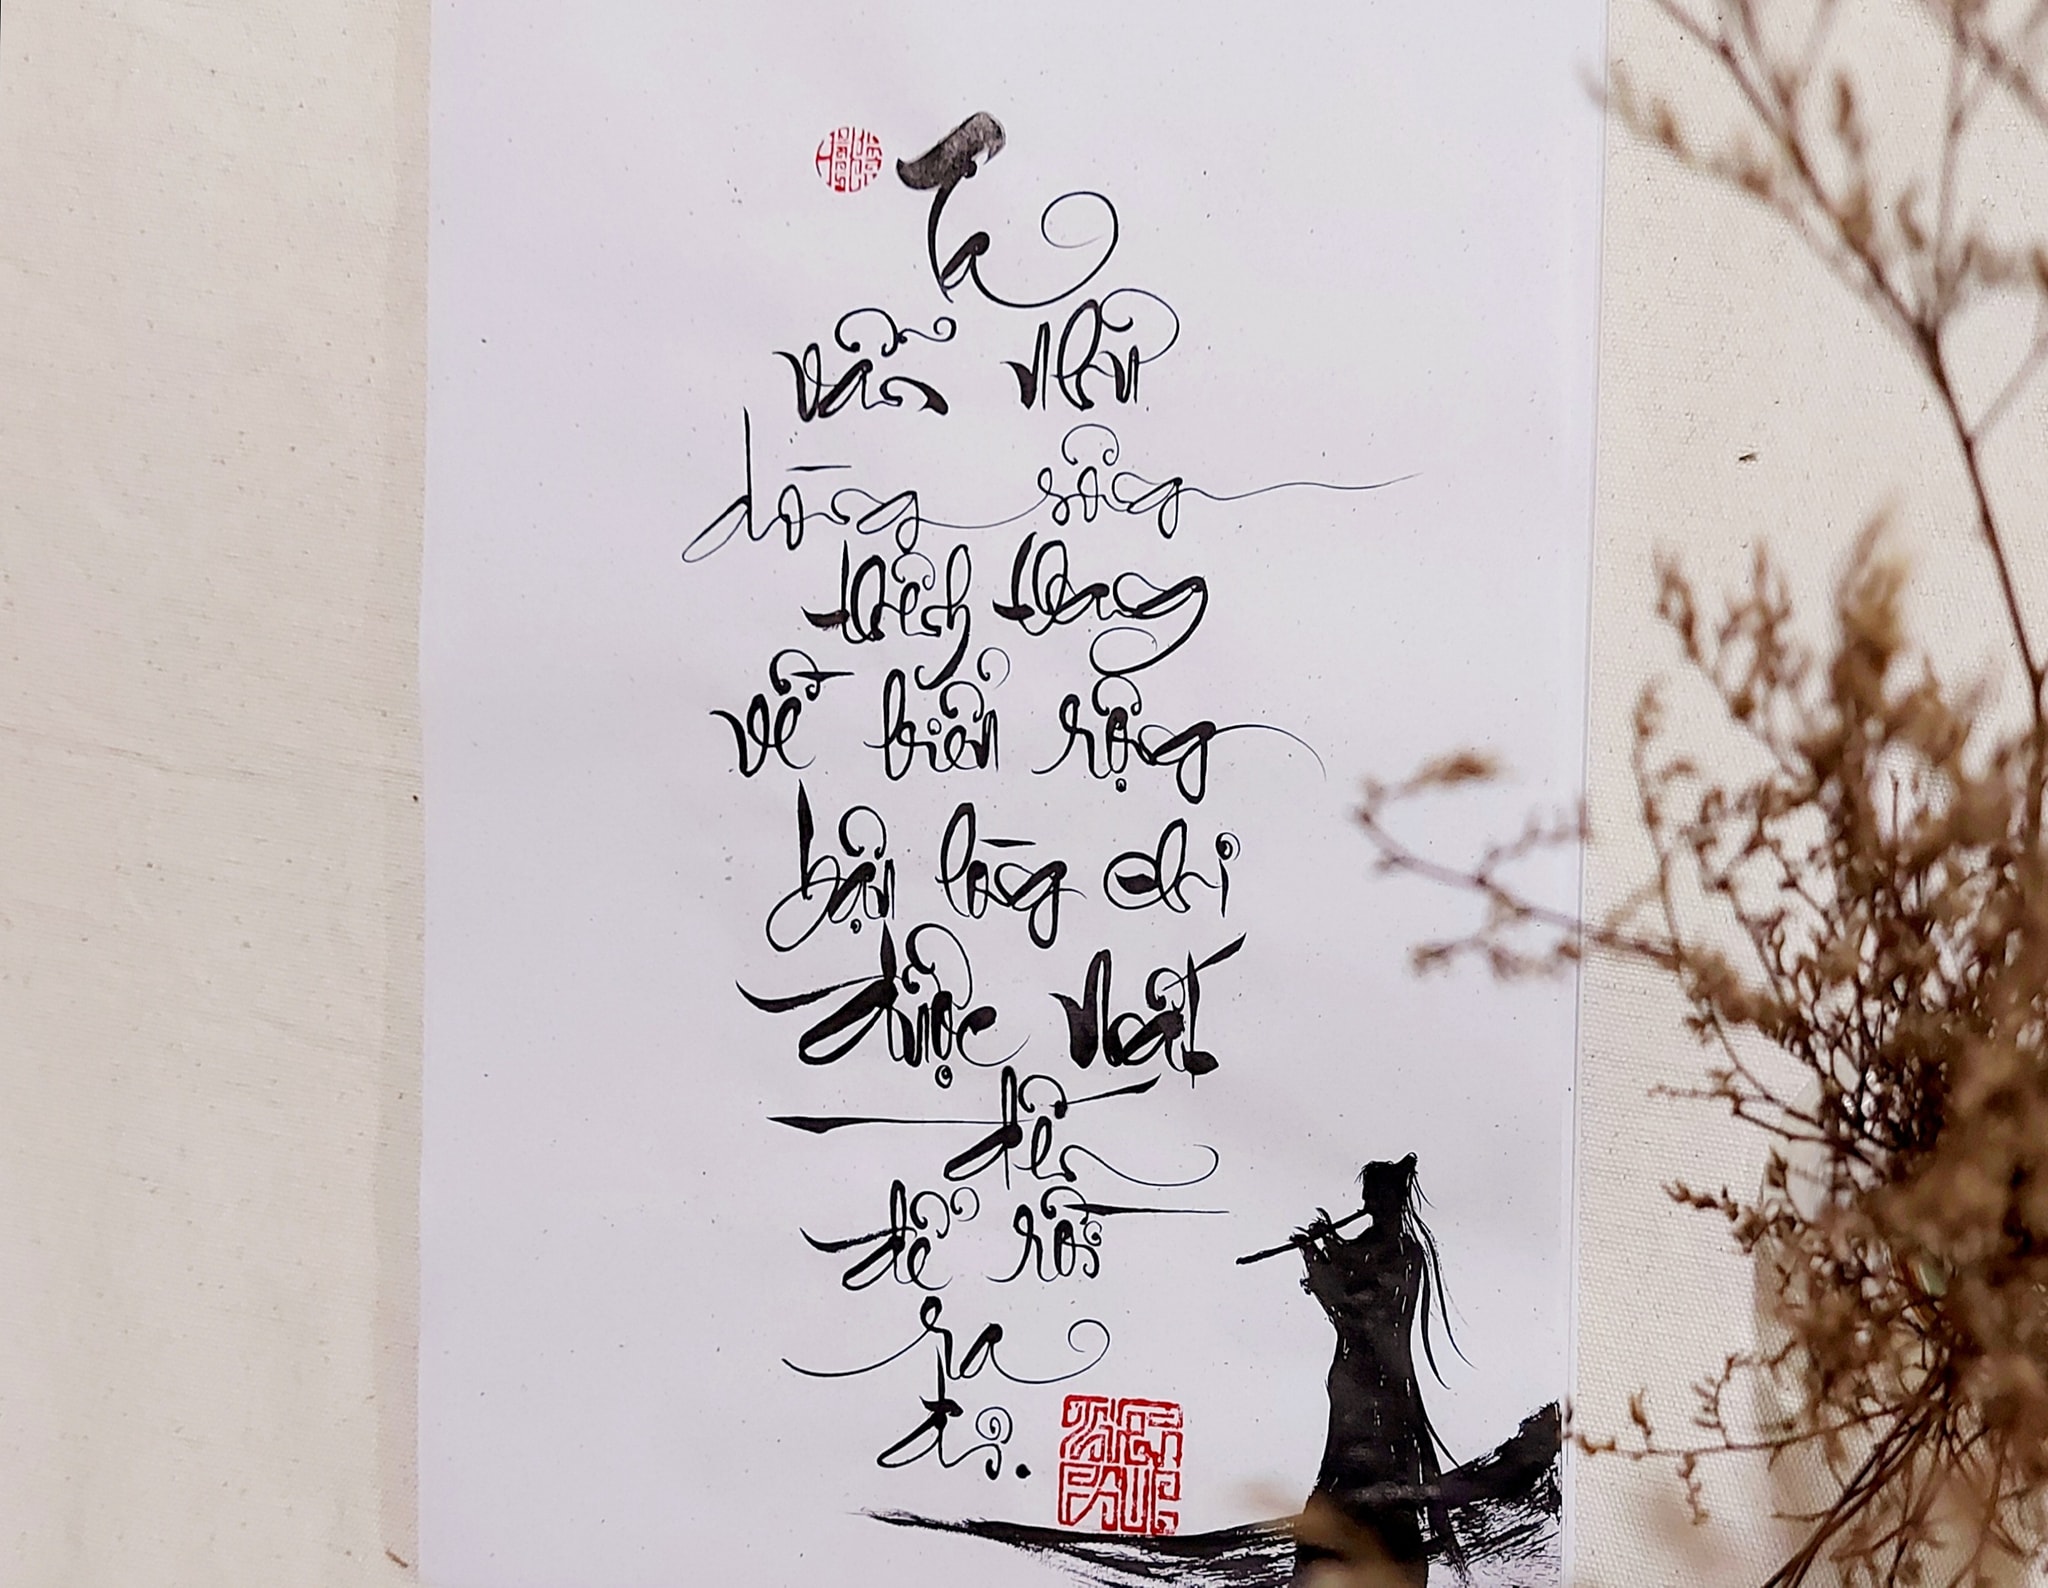 Ta
vẫn như
dòng sông
thênh thang
về biển rộng
bận lòng chi
được mất
đến
để rồi
ra
đi.